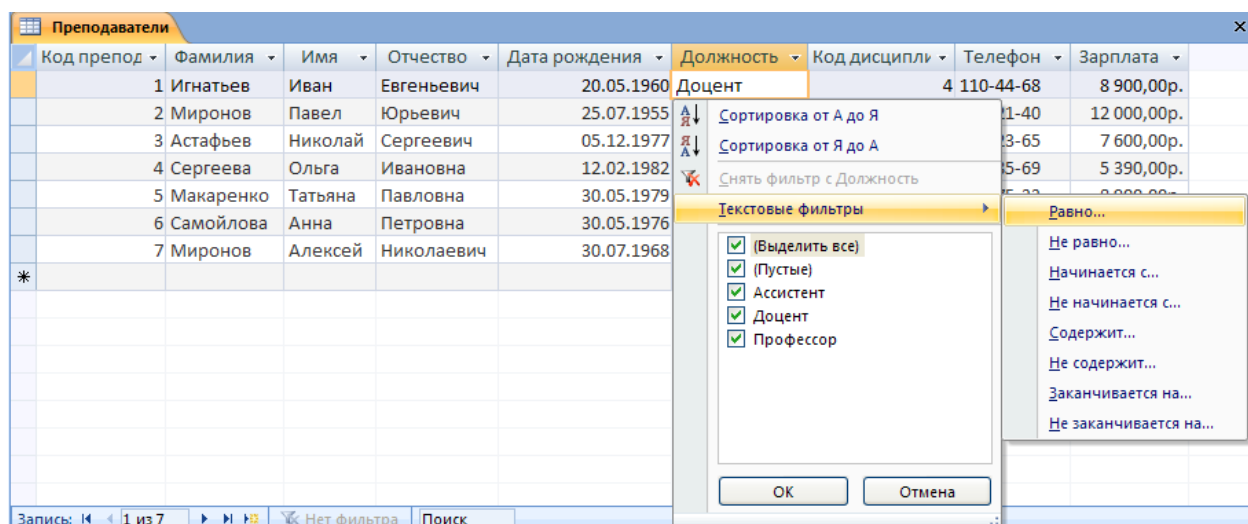 Преподаватели
Код препод Фамилия Имя Отчество Дата рождения Должность Код дисципли Телефон Зарплата
1 Игнатьев Иван Евгеньевич 20.05.1960 Доцент 4 110-44-68 8 900,00р.
2 Миронов Павел Юрьевич 25.07.1955 21-40 12 000,00р.
3 Астафьев Николай Сергеевич 05.12.1977 23-65 7 600,00р.
4 Сергеева Ольга Ивановна 12.02.1982 35-69 5 390,00р.
5 Макаренко Татьяна Павловна 30.05.1979
6 Самойлова Анна Петровна 30.05.1976
7 Миронов Алексей Николаевич 30.07.1968
Сортировка от А до Я
Сортировка от Я до А
Снять фильтр с Должность
Текстовые фильтры
(Выделить все)
(Пустые)
Ассистент
Доцент
Профессор
ОК Отмена
Равно...
Не равно...
Начинается с...
Не начинается с...
Содержит...
Не содержит...
Заканчивается на...
Не заканчивается на...
Запись: 1 из 7 Нет фильтра Поиск